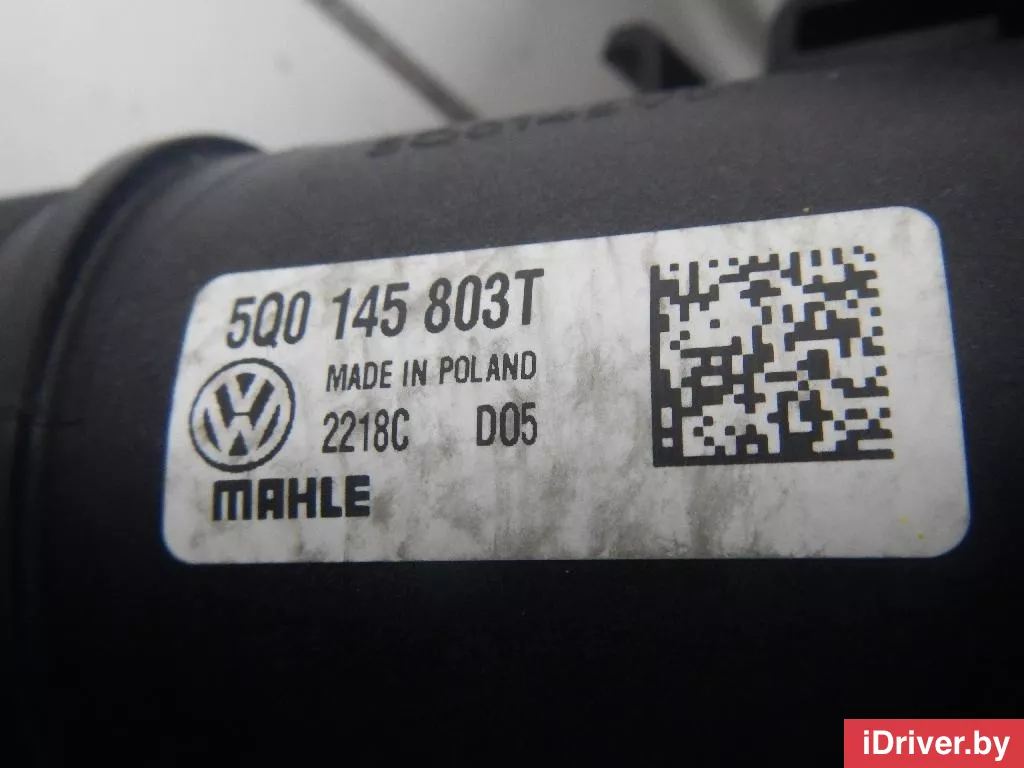 5Q0 145 803T
MADE IN POLAND
2218C D05
MAHLE
iDriver.by